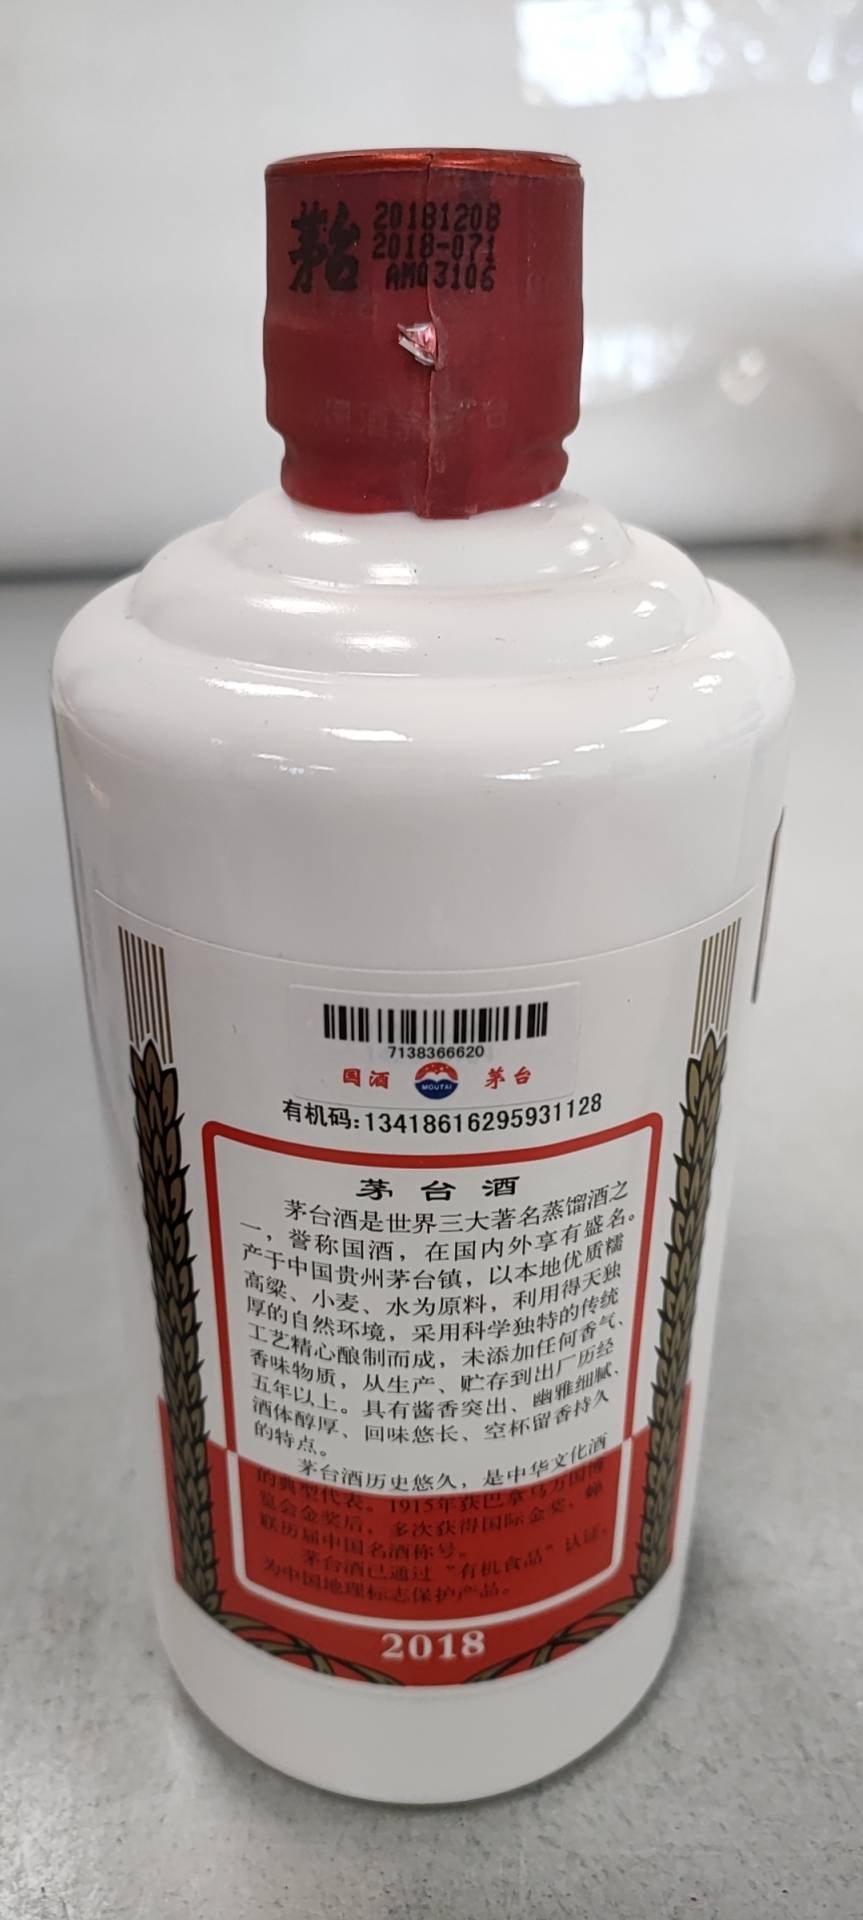 茅台
20181208
2018-071
AM03106
国酒茅台
7138366620
国酒
MOUTAI
茅台
有机码:13418616295931128
茅台酒
茅台酒是世界三大著名蒸馏酒之
一，誉称国酒，在国内外享有盛名。
产于中国贵州茅台镇，以本地优质糯
高粱、小麦、水为原料，利用得天独
厚的自然环境，采用科学独特的传统
工艺精心酿制而成，未添加任何香气、
香味物质，从生产、贮存到出厂历经
五年以上。具有酱香突出、幽雅细腻、
酒体醇厚、回味悠长、空杯留香持久
的特点。
茅台酒历史悠久，是中华文化酒
的典型代表。1915年获巴拿马万国博
览会金奖后，多次获得国际金奖、蝉
联历届中国名酒称号。
茅台酒已通过“有机食品”认证，
为中国地理标志保护产品。
2018